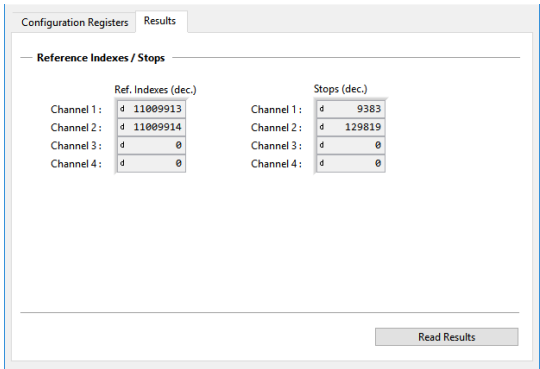 Configuration Registers Results
Reference Indexes / Stops
Ref. Indexes (dec.) Stops (dec.)
Channel 1 : d 11009913 Channel 1 : d 9383
Channel 2 : d 11009914 Channel 2 : d 129819
Channel 3 : d 0 Channel 3 : d 0
Channel 4 : d 0 Channel 4 : d 0
Read Results